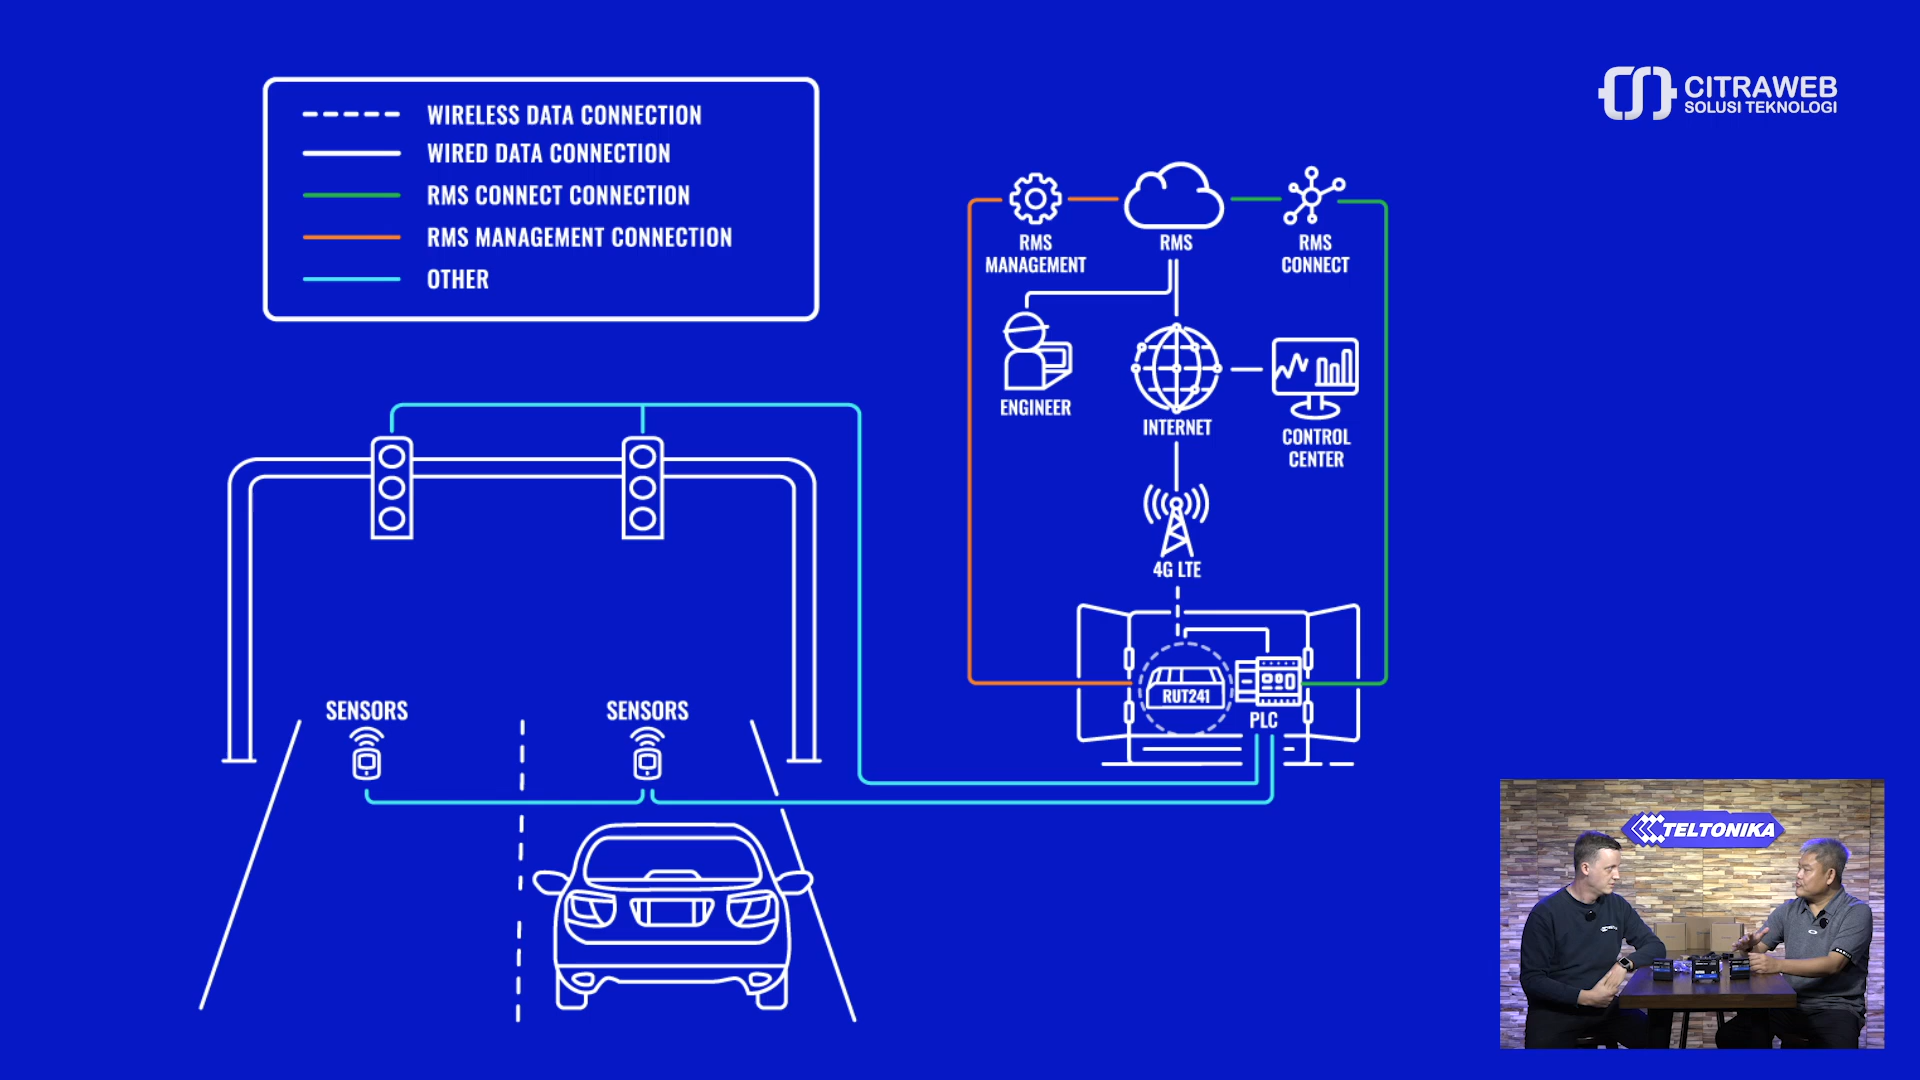 WIRELESS DATA CONNECTION
WIRED DATA CONNECTION
RMS CONNECT CONNECTION
RMS MANAGEMENT CONNECTION
OTHER
CITRAWEB
SOLUSI TEKNOLOGI
RMS
MANAGEMENT
RMS
RMS
CONNECT
ENGINEER
INTERNET
CONTROL
CENTER
4G LTE
RUT241
PLC
SENSORS
SENSORS
TELTONIKA